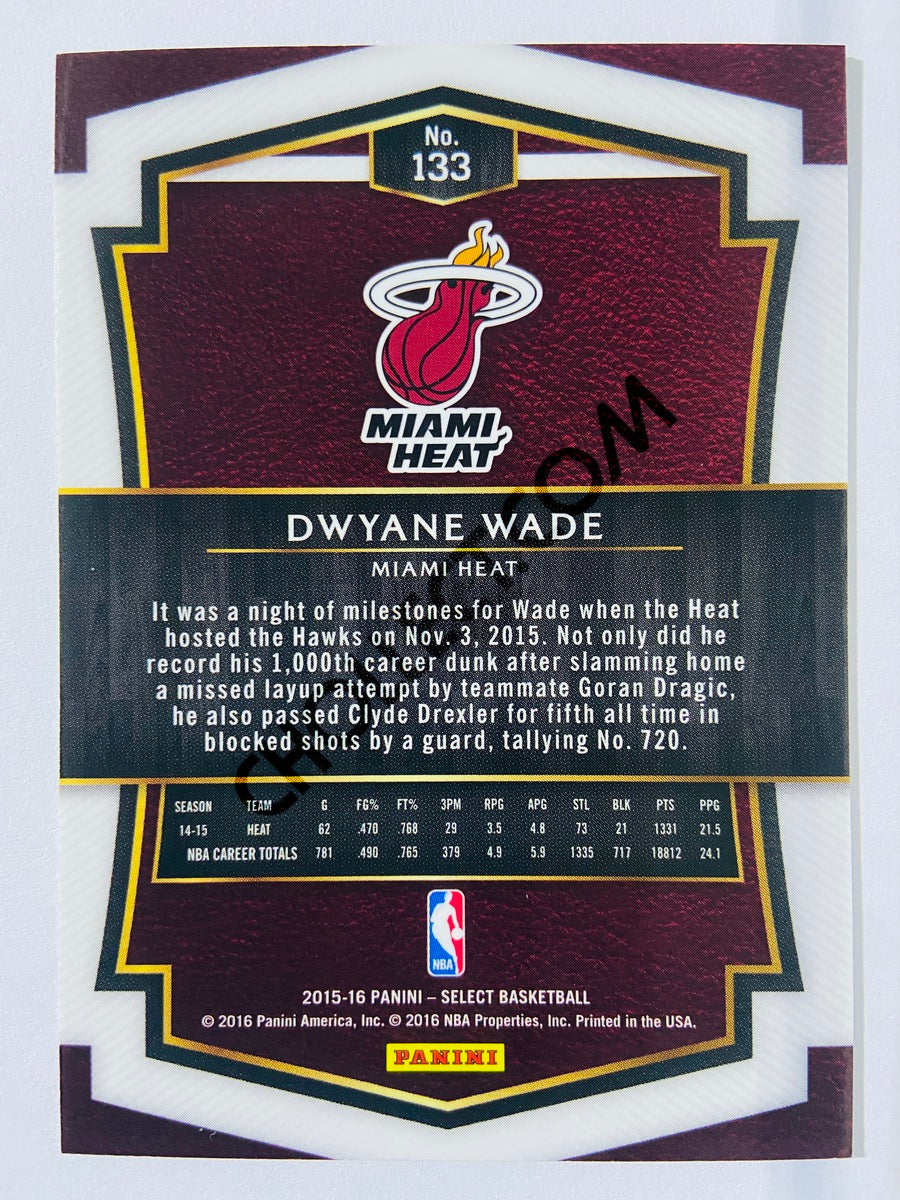 No.
133
MIAMI
HEAT
DWYANE WADE
MIAMI HEAT
It was a night of milestones for Wade when the Heat
hosted the Hawks on Nov. 3, 2015. Not only did he
record his 1,000th career dunk after slamming home
a missed layup attempt by teammate Goran Dragic,
he also passed Clyde Drexler for fifth all time in
blocked shots by a guard, tallying No. 720.
SEASON TEAM G FG% FT% 3PM RPG APG STL BLK PTS PPG
14-15 HEAT 62 .470 .768 29 3.5 4.8 73 21 1331 21.5
NBA CAREER TOTALS 781 .490 .765 379 4.9 5.9 1335 717 18812 24.1
NBA
2015-16 PANINI – SELECT BASKETBALL
© 2016 Panini America, Inc. © 2016 NBA Properties, Inc. Printed in the USA.
PANINI